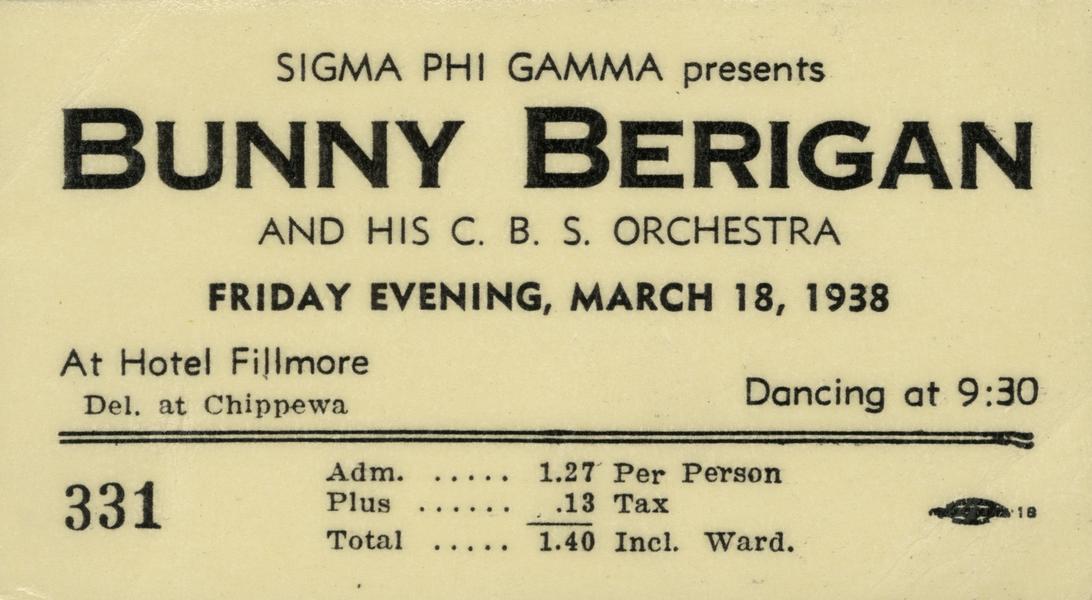 SIGMA PHI GAMMA presents
BUNNY BERIGAN
AND HIS C. B. S. ORCHESTRA
FRIDAY EVENING, MARCH 18, 1938
At Hotel Fillmore
Del. at Chippewa
Dancing at 9:30
331
Adm. ..... 1.27 Per Person
Plus ...... .13 Tax
Total ..... 1.40 Incl. Ward.
18